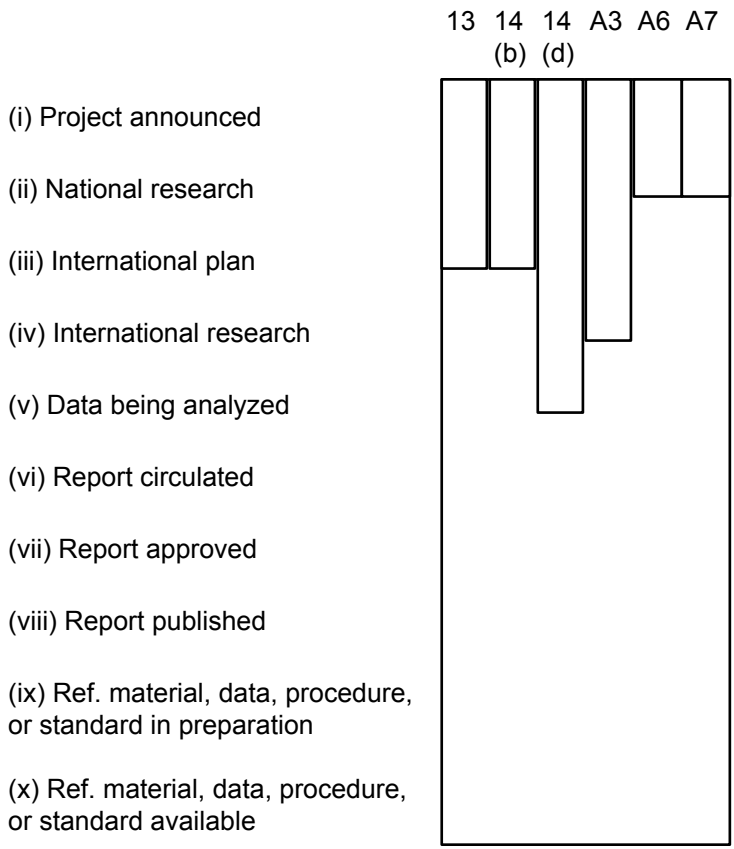 13 14 14 A3 A6 A7
(b) (d)
(i) Project announced
(ii) National research
(iii) International plan
(iv) International research
(v) Data being analyzed
(vi) Report circulated
(vii) Report approved
(viii) Report published
(ix) Ref. material, data, procedure,
or standard in preparation
(x) Ref. material, data, procedure,
or standard available